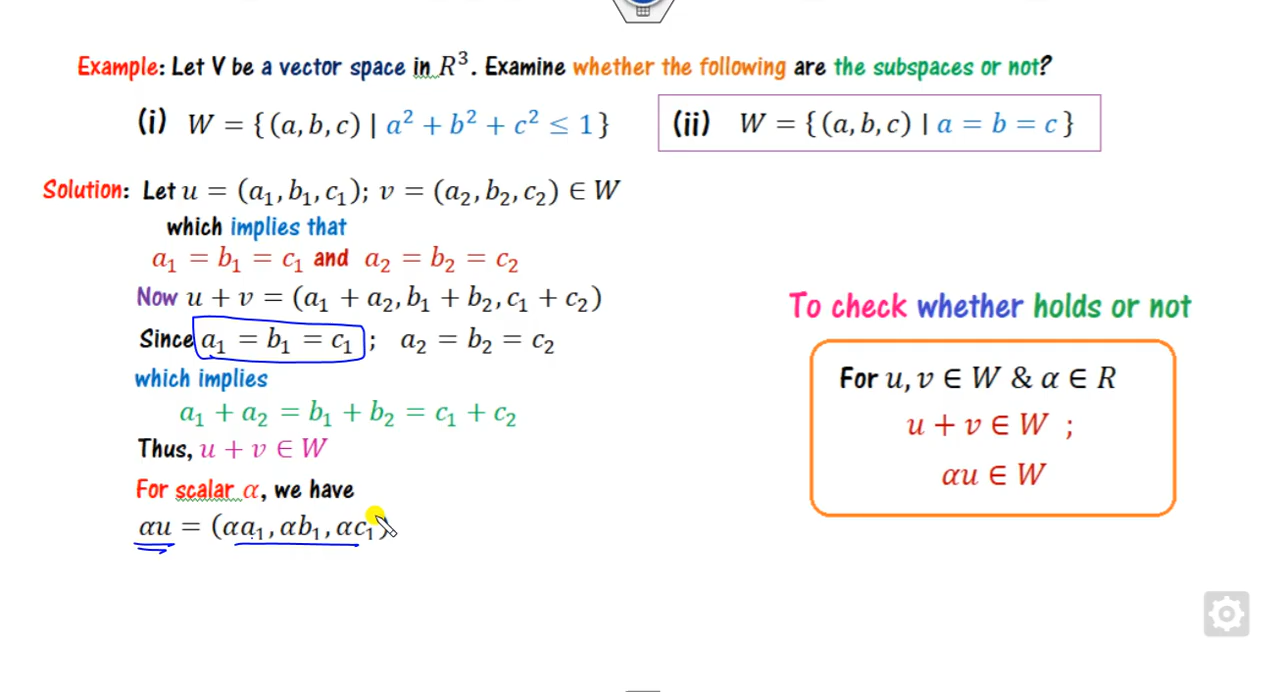 Example: Let V be a vector space in R³. Examine whether the following are the subspaces or not?
(i) W = {(a, b, c) | a² + b² + c² ≤ 1}
(ii) W = {(a, b, c) | a = b = c}
Solution: Let u = (a₁, b₁, c₁); v = (a₂, b₂, c₂) ∈ W
which implies that
a₁ = b₁ = c₁ and a₂ = b₂ = c₂
Now u + v = (a₁ + a₂, b₁ + b₂, c₁ + c₂)
Since a₁ = b₁ = c₁ ; a₂ = b₂ = c₂
which implies
a₁ + a₂ = b₁ + b₂ = c₁ + c₂
Thus, u + v ∈ W
For scalar α, we have
αu = (αa₁, αb₁, αc₁)
To check whether holds or not
For u, v ∈ W & α ∈ R
u + v ∈ W ;
αu ∈ W